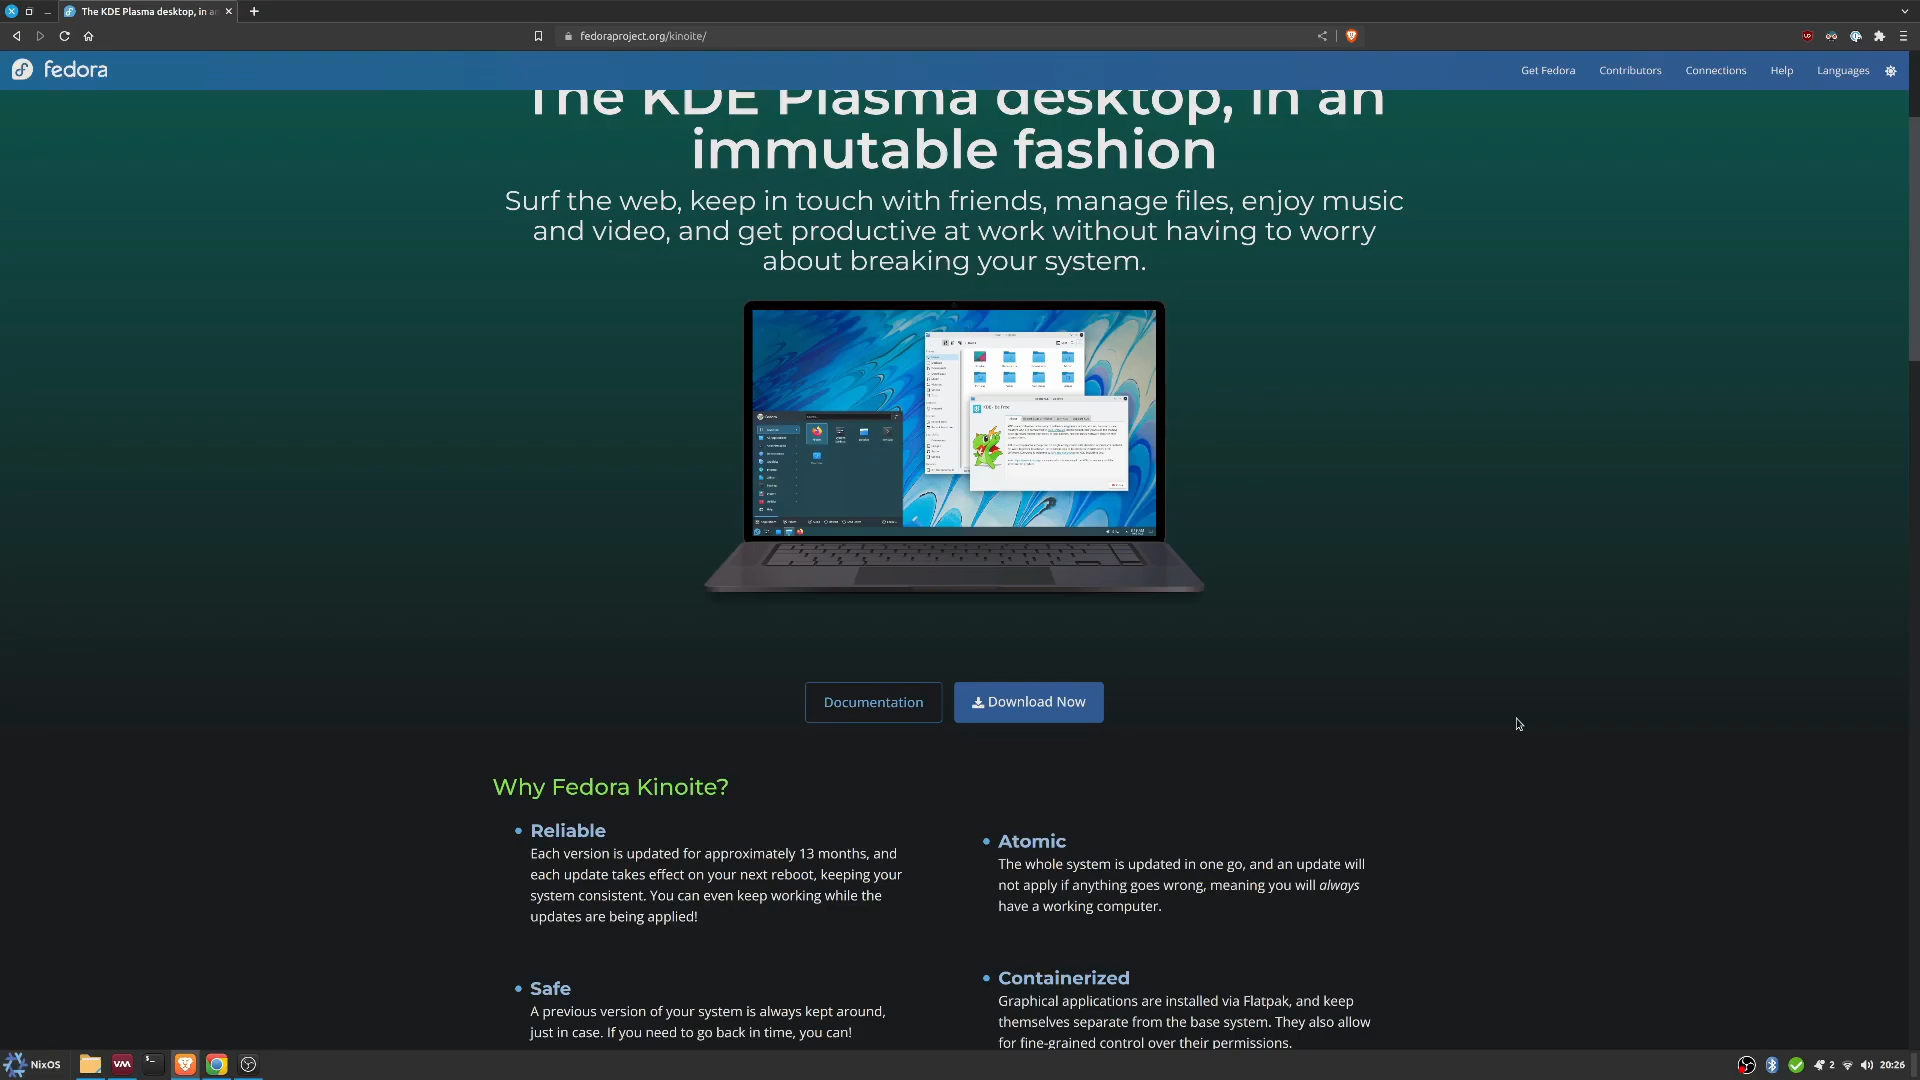 The KDE Plasma desktop, in a
fedoraproject.org/kinoite/
fedora
Get Fedora
Contributors
Connections
Help
Languages
The KDE Plasma desktop, in an
immutable fashion
Surf the web, keep in touch with friends, manage files, enjoy music
and video, and get productive at work without having to worry
about breaking your system.
Documentation
Download Now
Why Fedora Kinoite?
Reliable
Each version is updated for approximately 13 months, and
each update takes effect on your next reboot, keeping your
system consistent. You can even keep working while the
updates are being applied!
Atomic
The whole system is updated in one go, and an update will
not apply if anything goes wrong, meaning you will always
have a working computer.
Safe
A previous version of your system is always kept around,
just in case. If you need to go back in time, you can!
Containerized
Graphical applications are installed via Flatpak, and keep
themselves separate from the base system. They also allow
for fine-grained control over their permissions.
NixOS
2
20:26